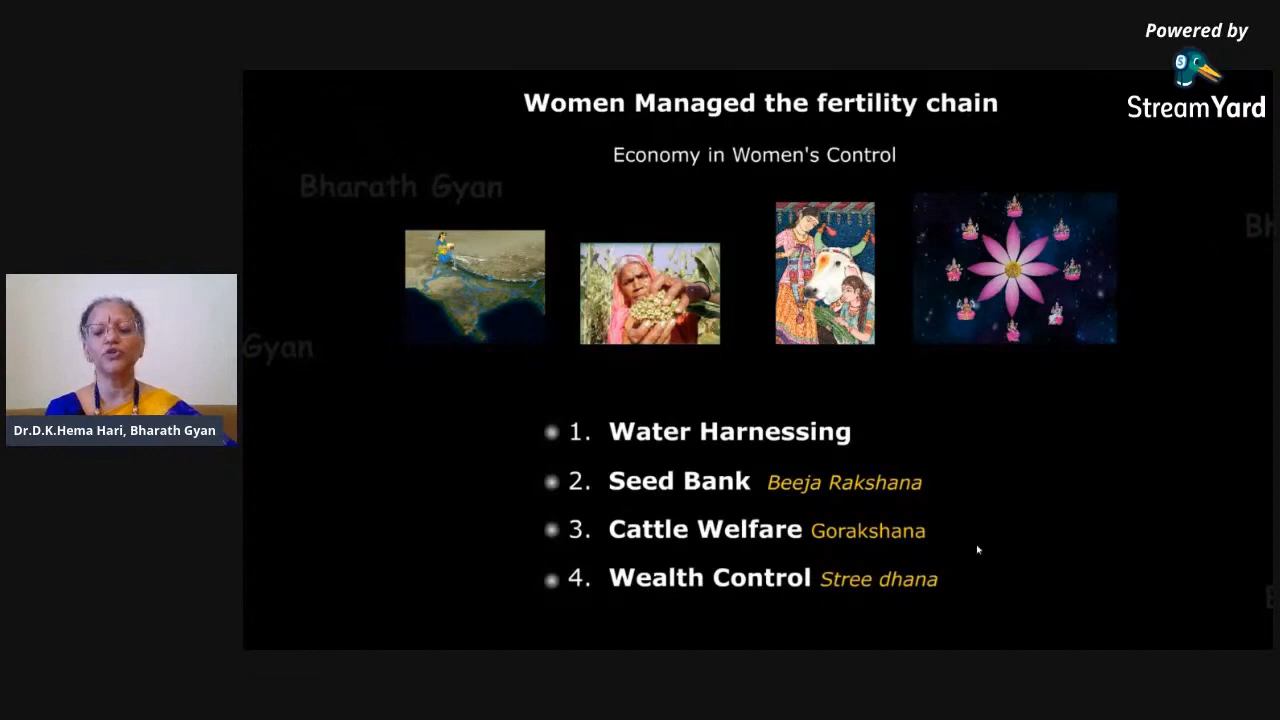 Powered by
StreamYard
Women Managed the fertility chain
Economy in Women's Control
Bharath Gyan
Bh
Gyan
Dr.D.K.Hema Hari, Bharath Gyan
1. Water Harnessing
2. Seed Bank Beeja Rakshana
3. Cattle Welfare Gorakshana
4. Wealth Control Stree dhana